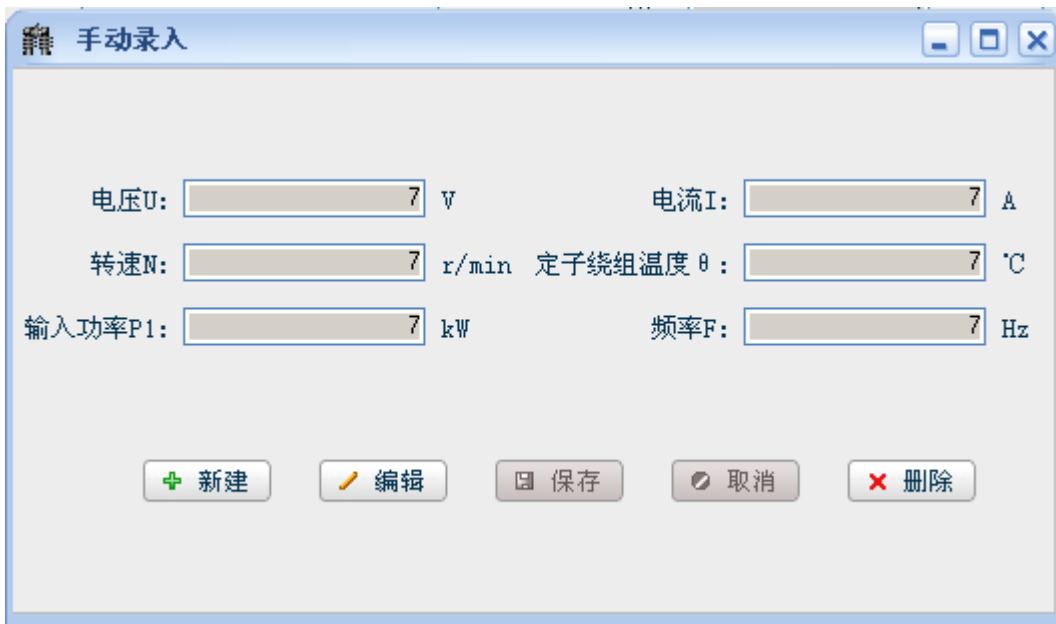 手动录入
电压U: 7 V 电流I: 7 A
转速N: 7 r/min 定子绕组温度θ: 7 ℃
输入功率P1: 7 kW 频率F: 7 Hz
新建 编辑 保存 取消 删除